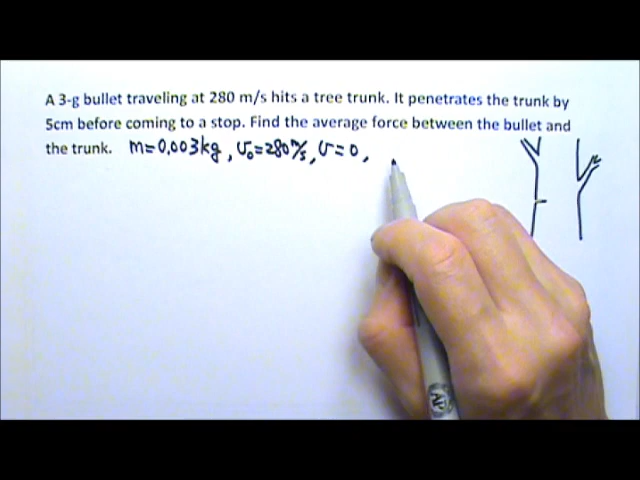 A 3-g bullet traveling at 280 m/s hits a tree trunk. It penetrates the trunk by
5cm before coming to a stop. Find the average force between the bullet and
the trunk. m=0.003kg, v₀=280m/s, v=0,